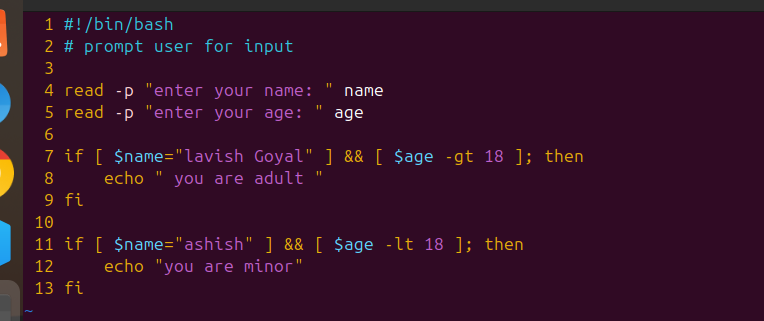 1 #!/bin/bash
2 # prompt user for input
3
4 read -p "enter your name: " name
5 read -p "enter your age: " age
6
7 if [ $name="lavish Goyal" ] && [ $age -gt 18 ]; then
8     echo " you are adult "
9 fi
10
11 if [ $name="ashish" ] && [ $age -lt 18 ]; then
12     echo "you are minor"
13 fi
~